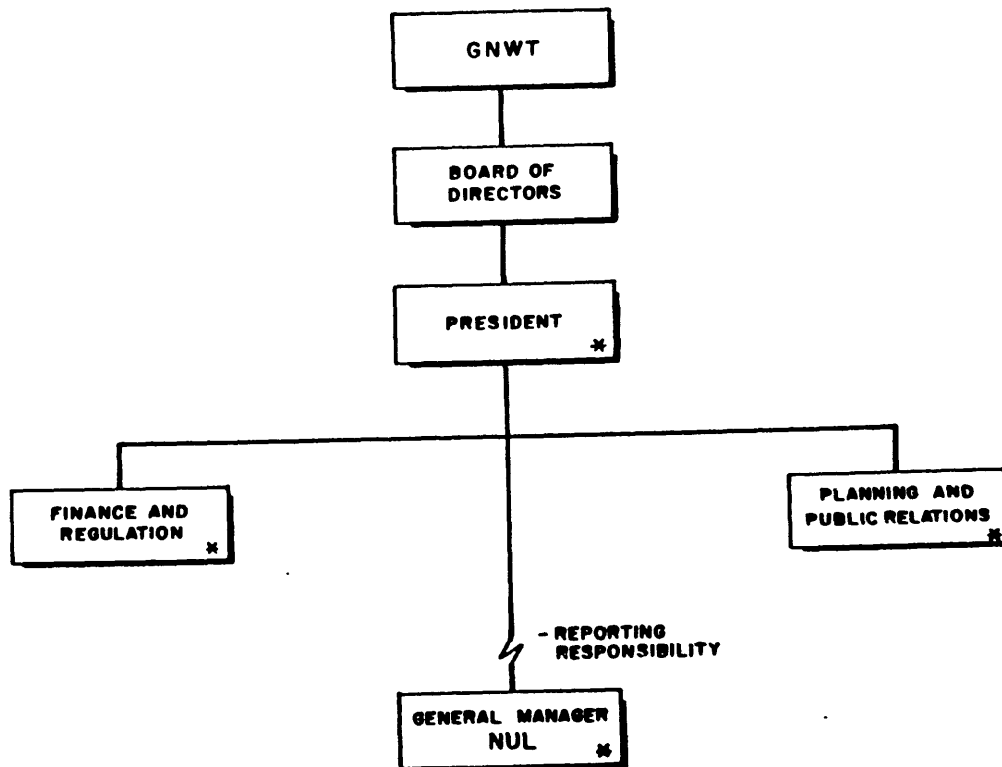 GNWT
BOARD OF
DIRECTORS
PRESIDENT
*
FINANCE AND
REGULATION
*
PLANNING AND
PUBLIC RELATIONS
*
- REPORTING
RESPONSIBILITY
GENERAL MANAGER
NUL
*